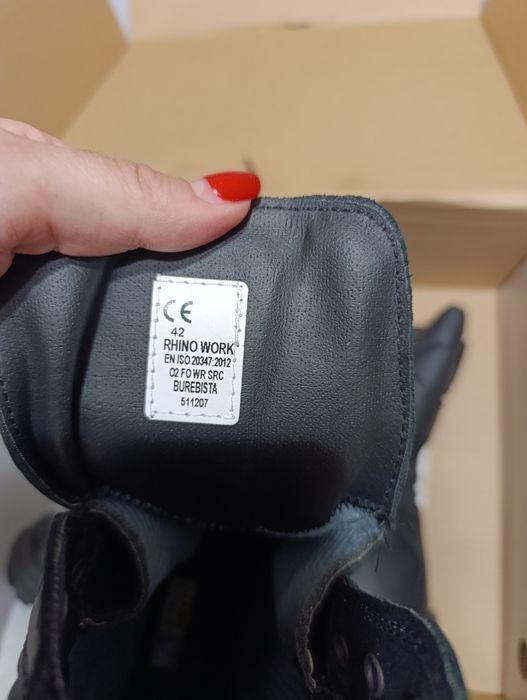 CE
42
RHINO WORK
EN ISO 20347:2012
O2 FO WR SRC
BUREBISTA
511207